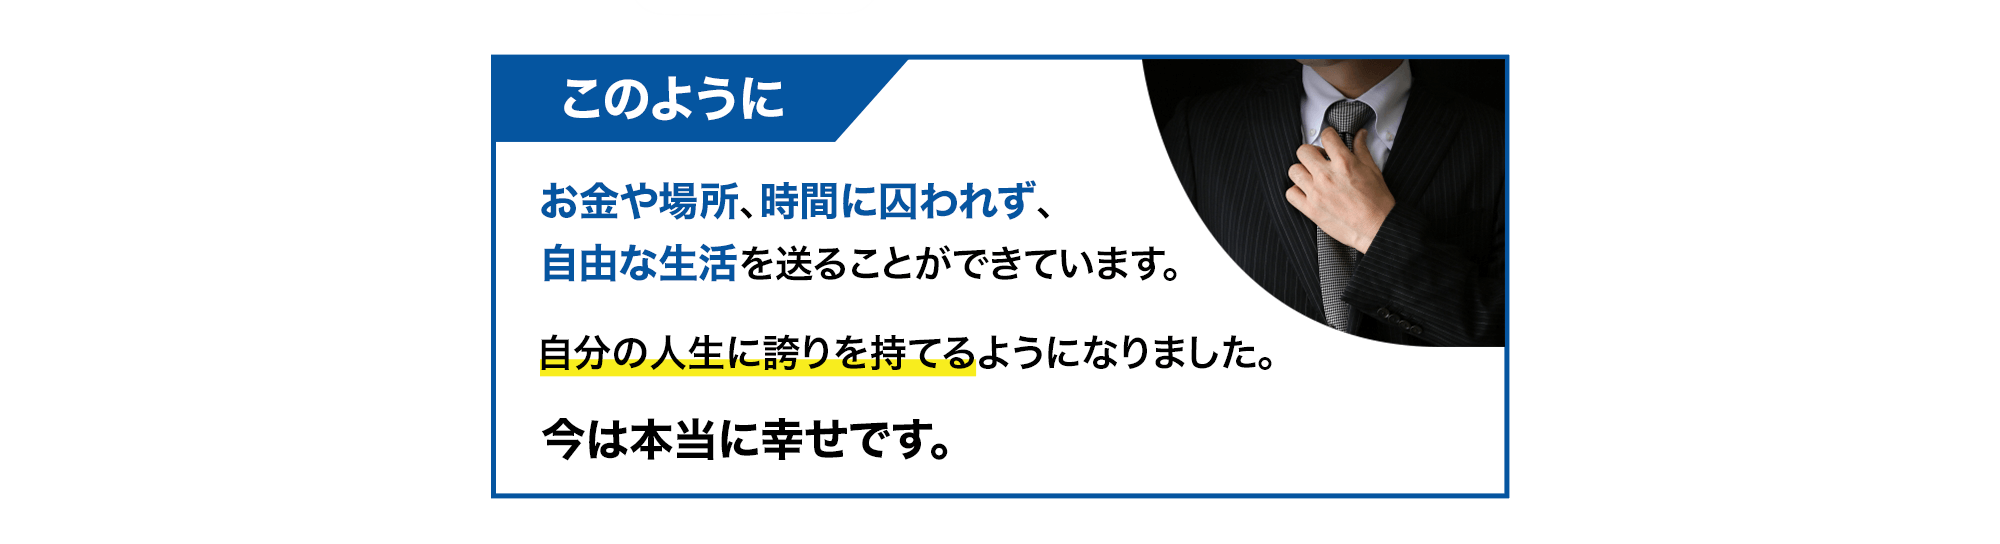 このように
お金や場所、時間に囚われず、
自由な生活を送ることができています。
自分の人生に誇りを持てるようになりました。
今は本当に幸せです。